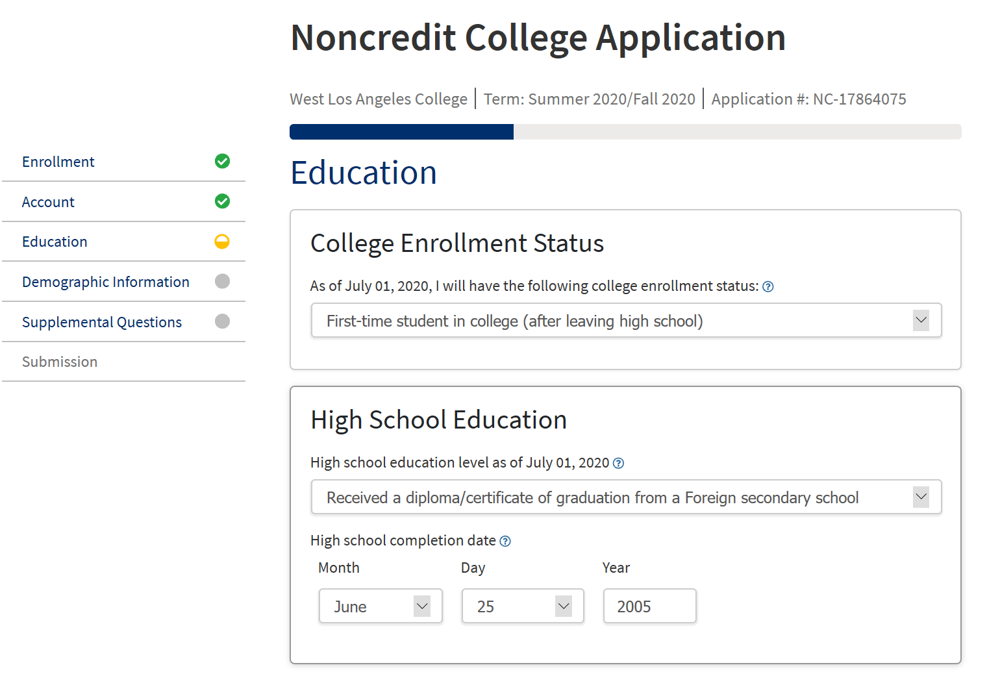 Noncredit College Application
West Los Angeles College | Term: Summer 2020/Fall 2020 | Application #: NC-17864075
Enrollment
Account
Education
Demographic Information
Supplemental Questions
Submission
Education
College Enrollment Status
As of July 01, 2020, I will have the following college enrollment status: ?
First-time student in college (after leaving high school)
High School Education
High school education level as of July 01, 2020 ?
Received a diploma/certificate of graduation from a Foreign secondary school
High school completion date ?
Month Day Year
June 25 2005